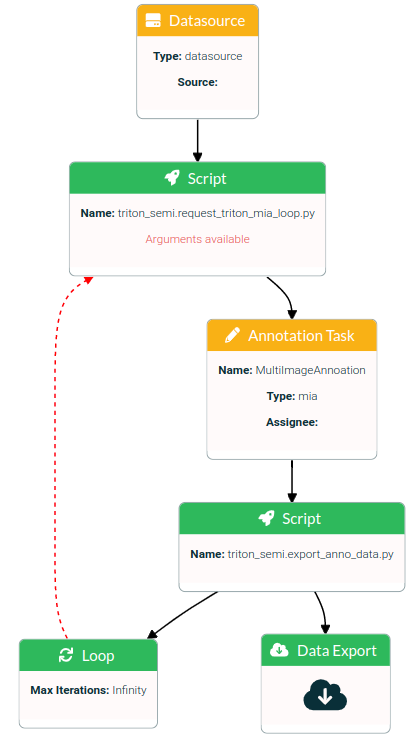 Datasource
Type: datasource
Source:
Script
Name: triton_semi.request_triton_mia_loop.py
Arguments available
Annotation Task
Name: MultiImageAnnoation
Type: mia
Assignee:
Script
Name: triton_semi.export_anno_data.py
Loop
Max Iterations: Infinity
Data Export